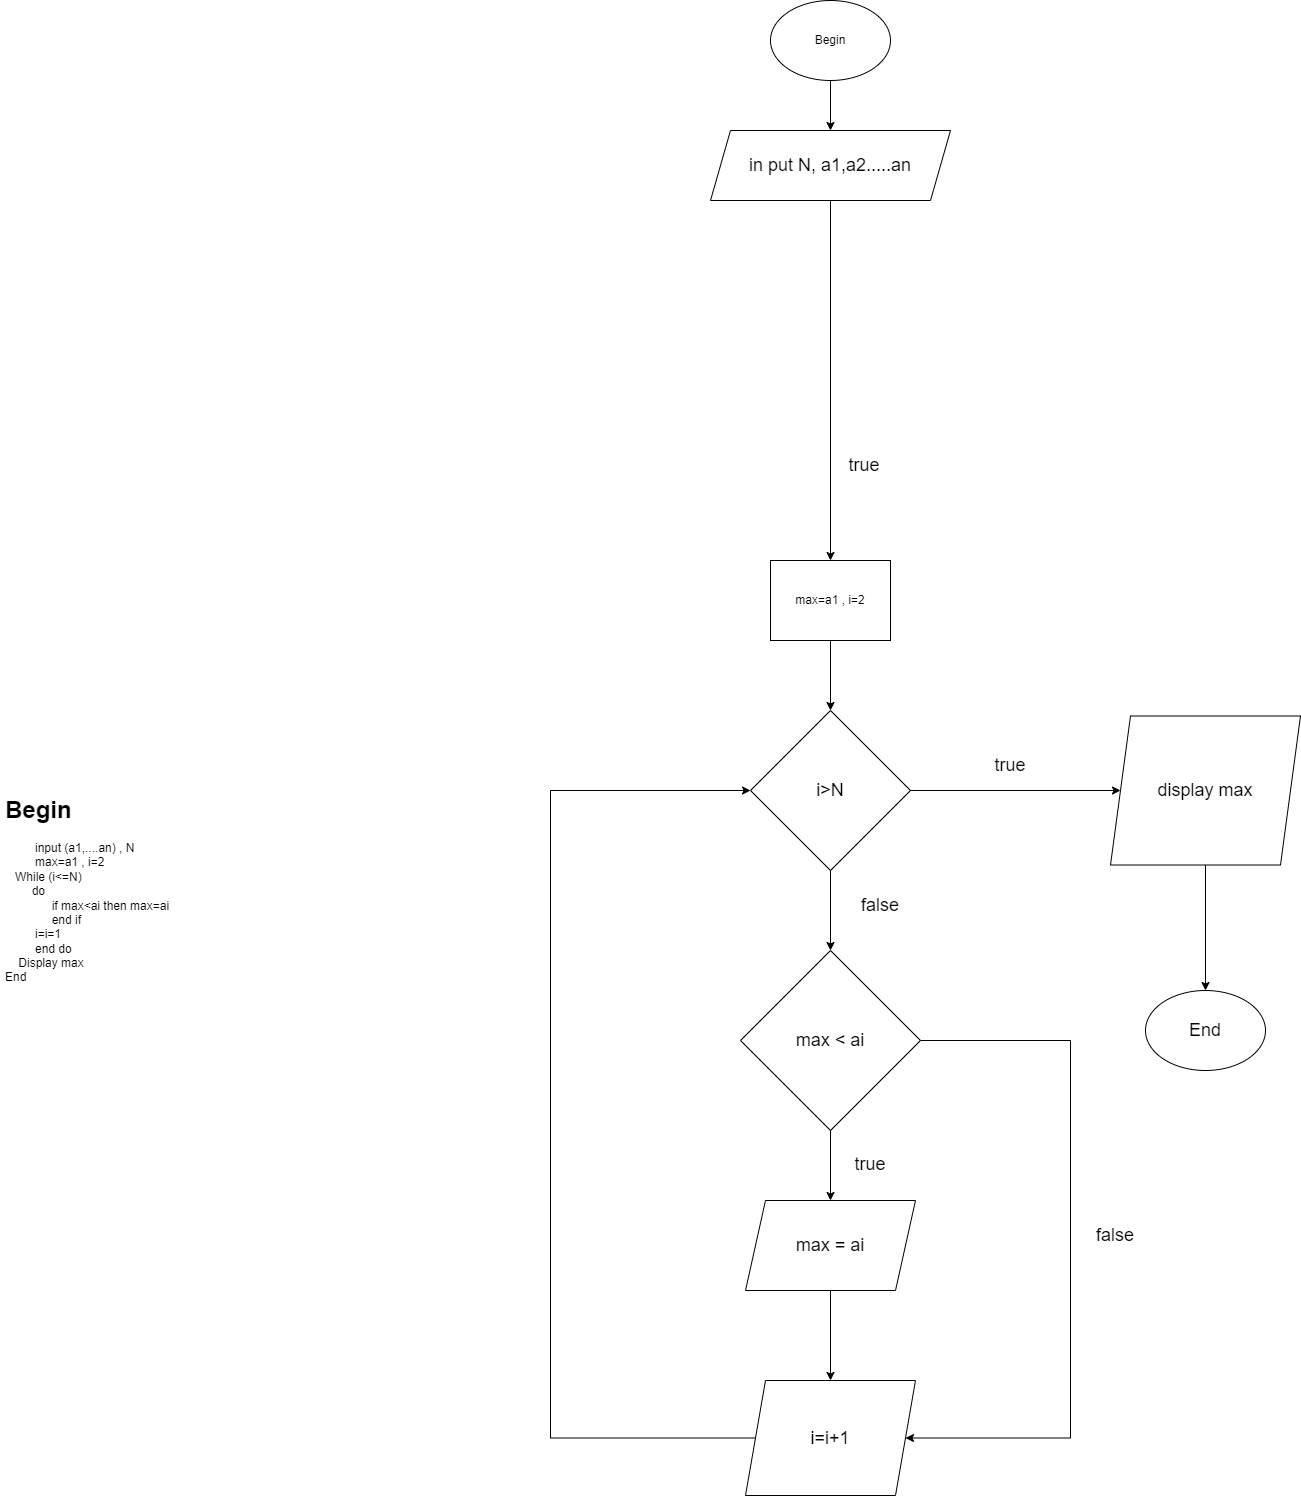 Begin
in put N, a1,a2.....an
true
max=a1 , i=2
i>N
true
display max
false
max < ai
End
true
max = ai
false
i=i+1
Begin
input (a1,....an) , N
max=a1 , i=2
While (i<=N)
do
if max<ai then max=ai
end if
i=i=1
end do
Display max
End